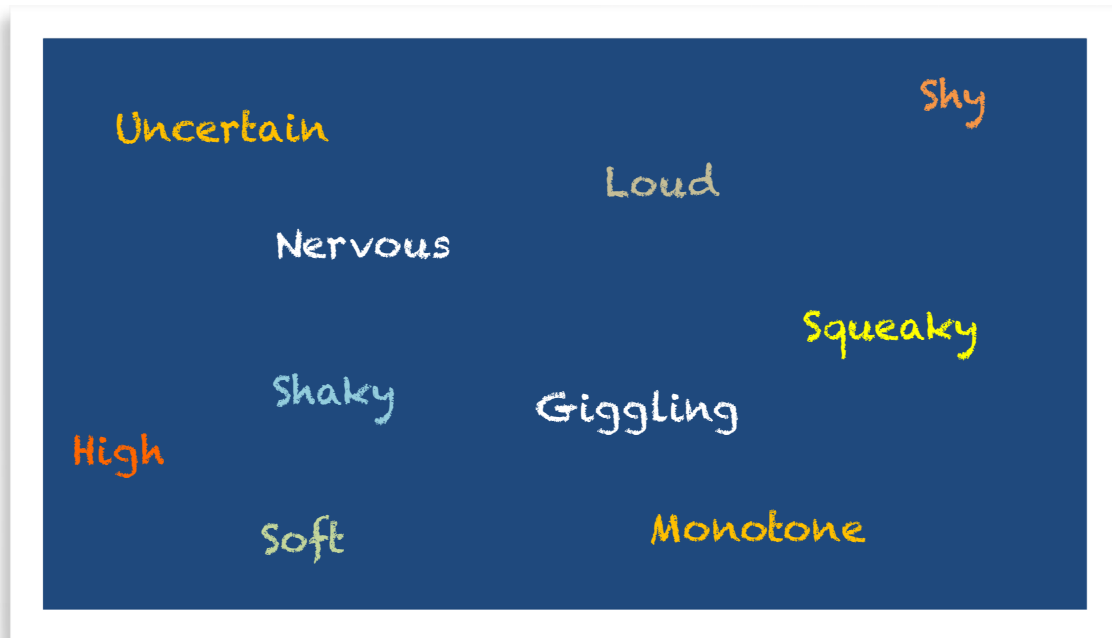 Shy
Uncertain
Loud
Nervous
Squeaky
Shaky
Giggling
High
Soft
Monotone